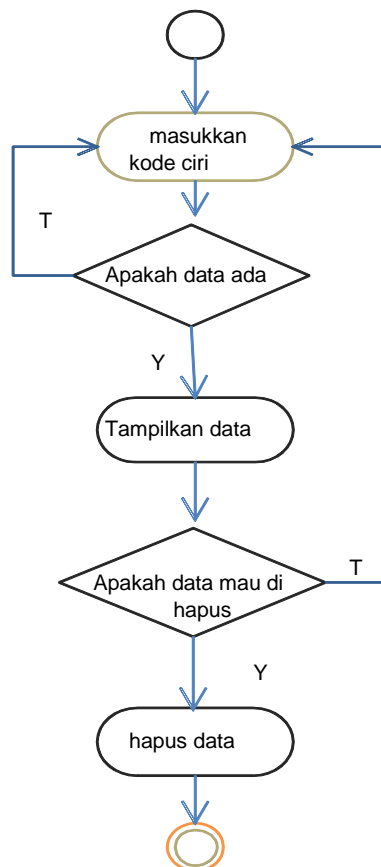 masukkan
kode ciri
T
Apakah data ada
Y
Tampilkan data
Apakah data mau di
hapus
T
Y
hapus data